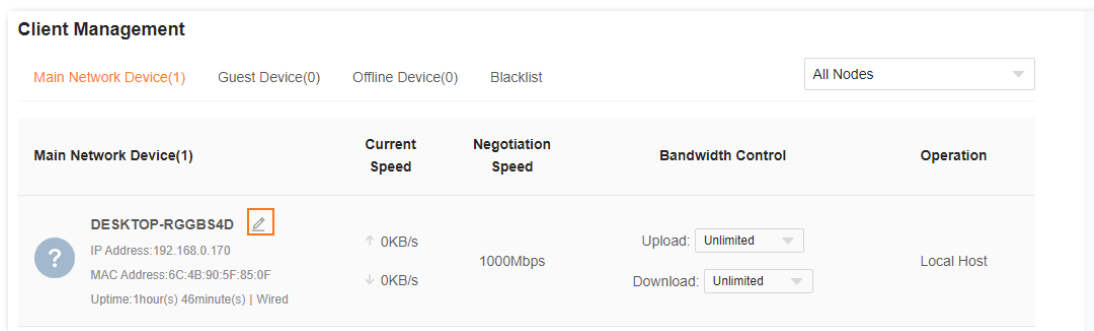 Client Management
Main Network Device(1) Guest Device(0) Offline Device(0) Blacklist All Nodes
Main Network Device(1) Current Speed Negotiation Speed Bandwidth Control Operation
DESKTOP-RGGBS4D
IP Address:192.168.0.170
MAC Address:6C:4B:90:5F:85:0F
Uptime:1hour(s) 46minute(s) | Wired
?
↑ 0KB/s
↓ 0KB/s
1000Mbps
Upload: Unlimited
Download: Unlimited
Local Host